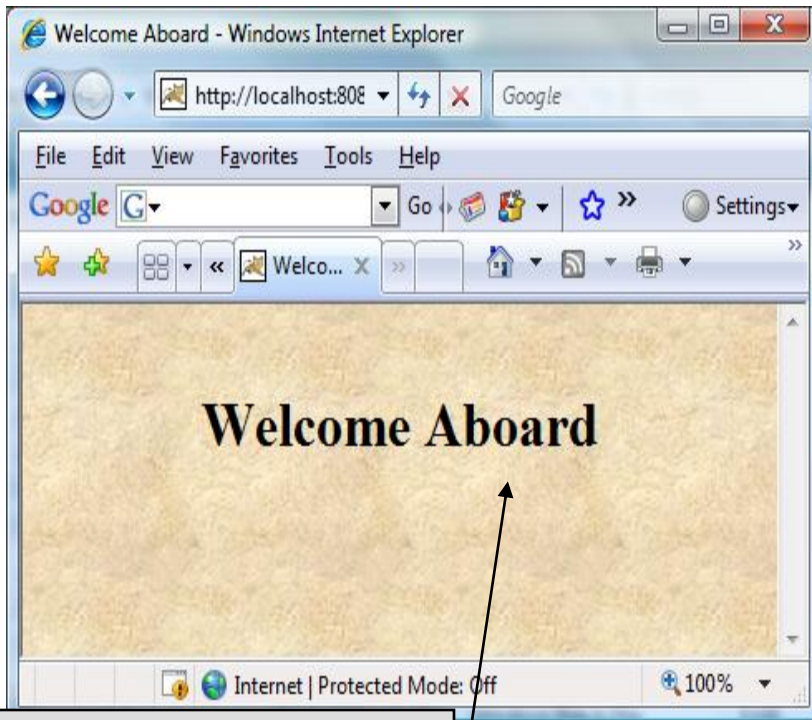 Welcome Aboard - Windows Internet Explorer
http://localhost:808
Google
File Edit View Favorites Tools Help
Google G Go Settings
Welco...
Welcome Aboard
Internet | Protected Mode: Off 100%